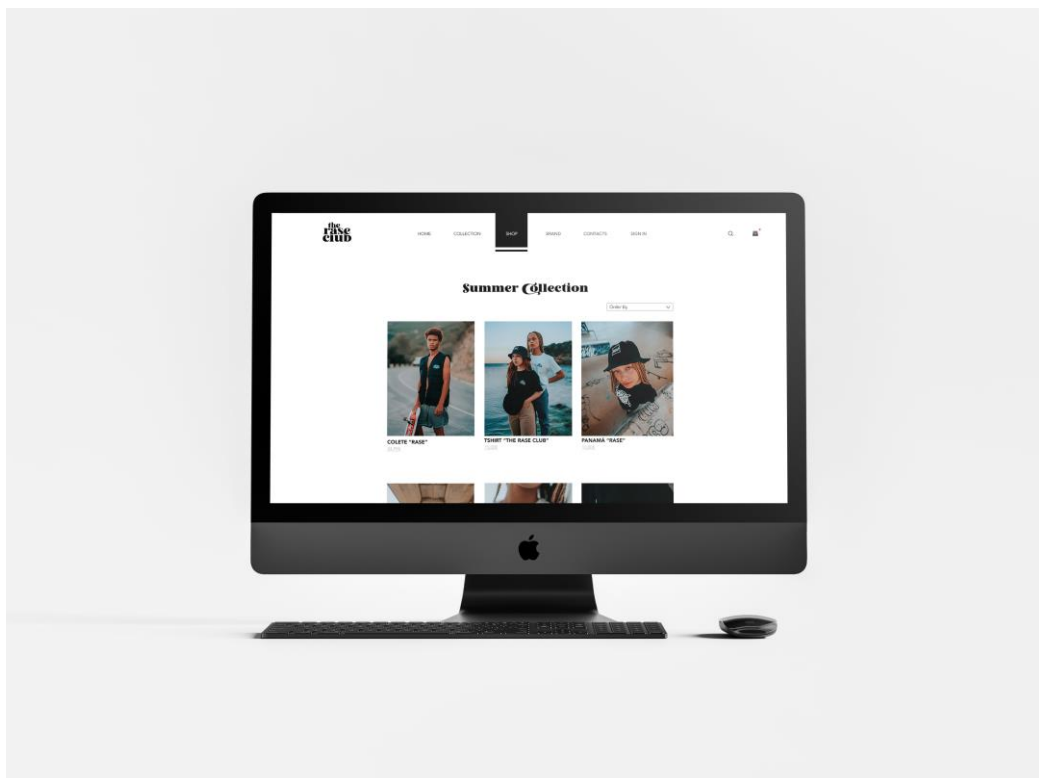 the
rase
club
HOME COLLECTION SHOP BRAND CONTACTS SIGN IN
Summer Collection
Order By
COLETE "RASE"
TSHIRT "THE RASE CLUB"
PANAMÁ "RASE"